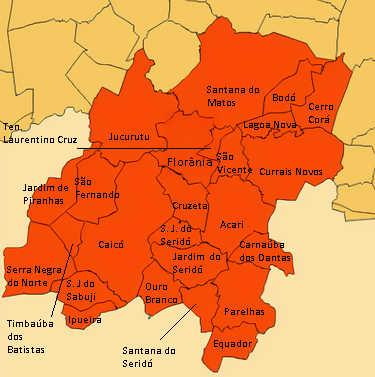 Santana do
Matos
Bodó
Cerro
Corá
Ten.
Laurentino Cruz
Jucurutu
Lagoa Nova
Florânia
São
Vicente
Currais Novos
Jardim de
Piranhas
São
Fernando
Cruzeta
Acari
S. J. do
Seridó
Caicó
Carnaúba
dos Dantas
Jardim do
Seridó
Serra Negra
do Norte
S. J do
Sabuji
Ouro
Branco
Ipueira
Parelhas
Timbaúba
dos
Batistas
Santana do
Seridó
Equador